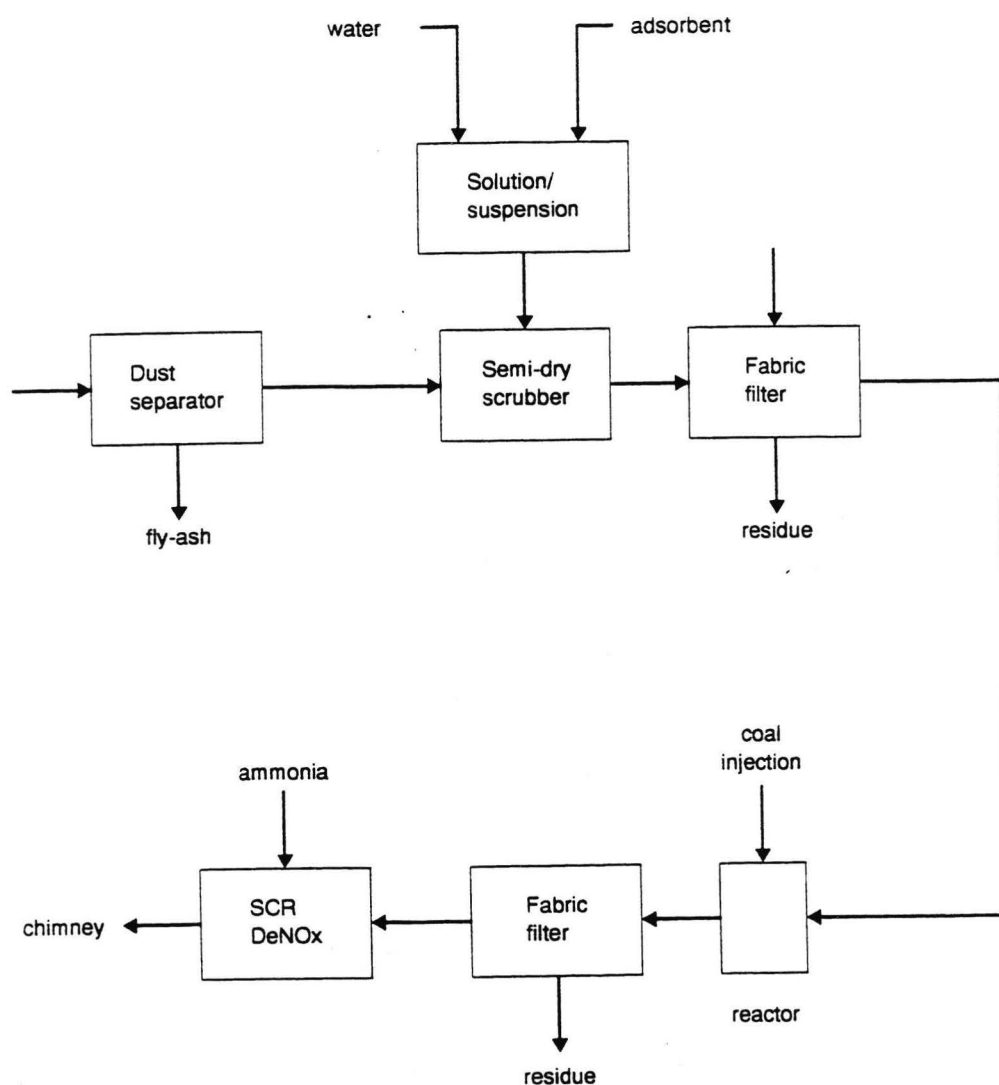 water
adsorbent
Solution/
suspension
Dust
separator
Semi-dry
scrubber
Fabric
filter
fly-ash
residue
coal
injection
ammonia
chimney
SCR
DeNOx
Fabric
filter
reactor
residue